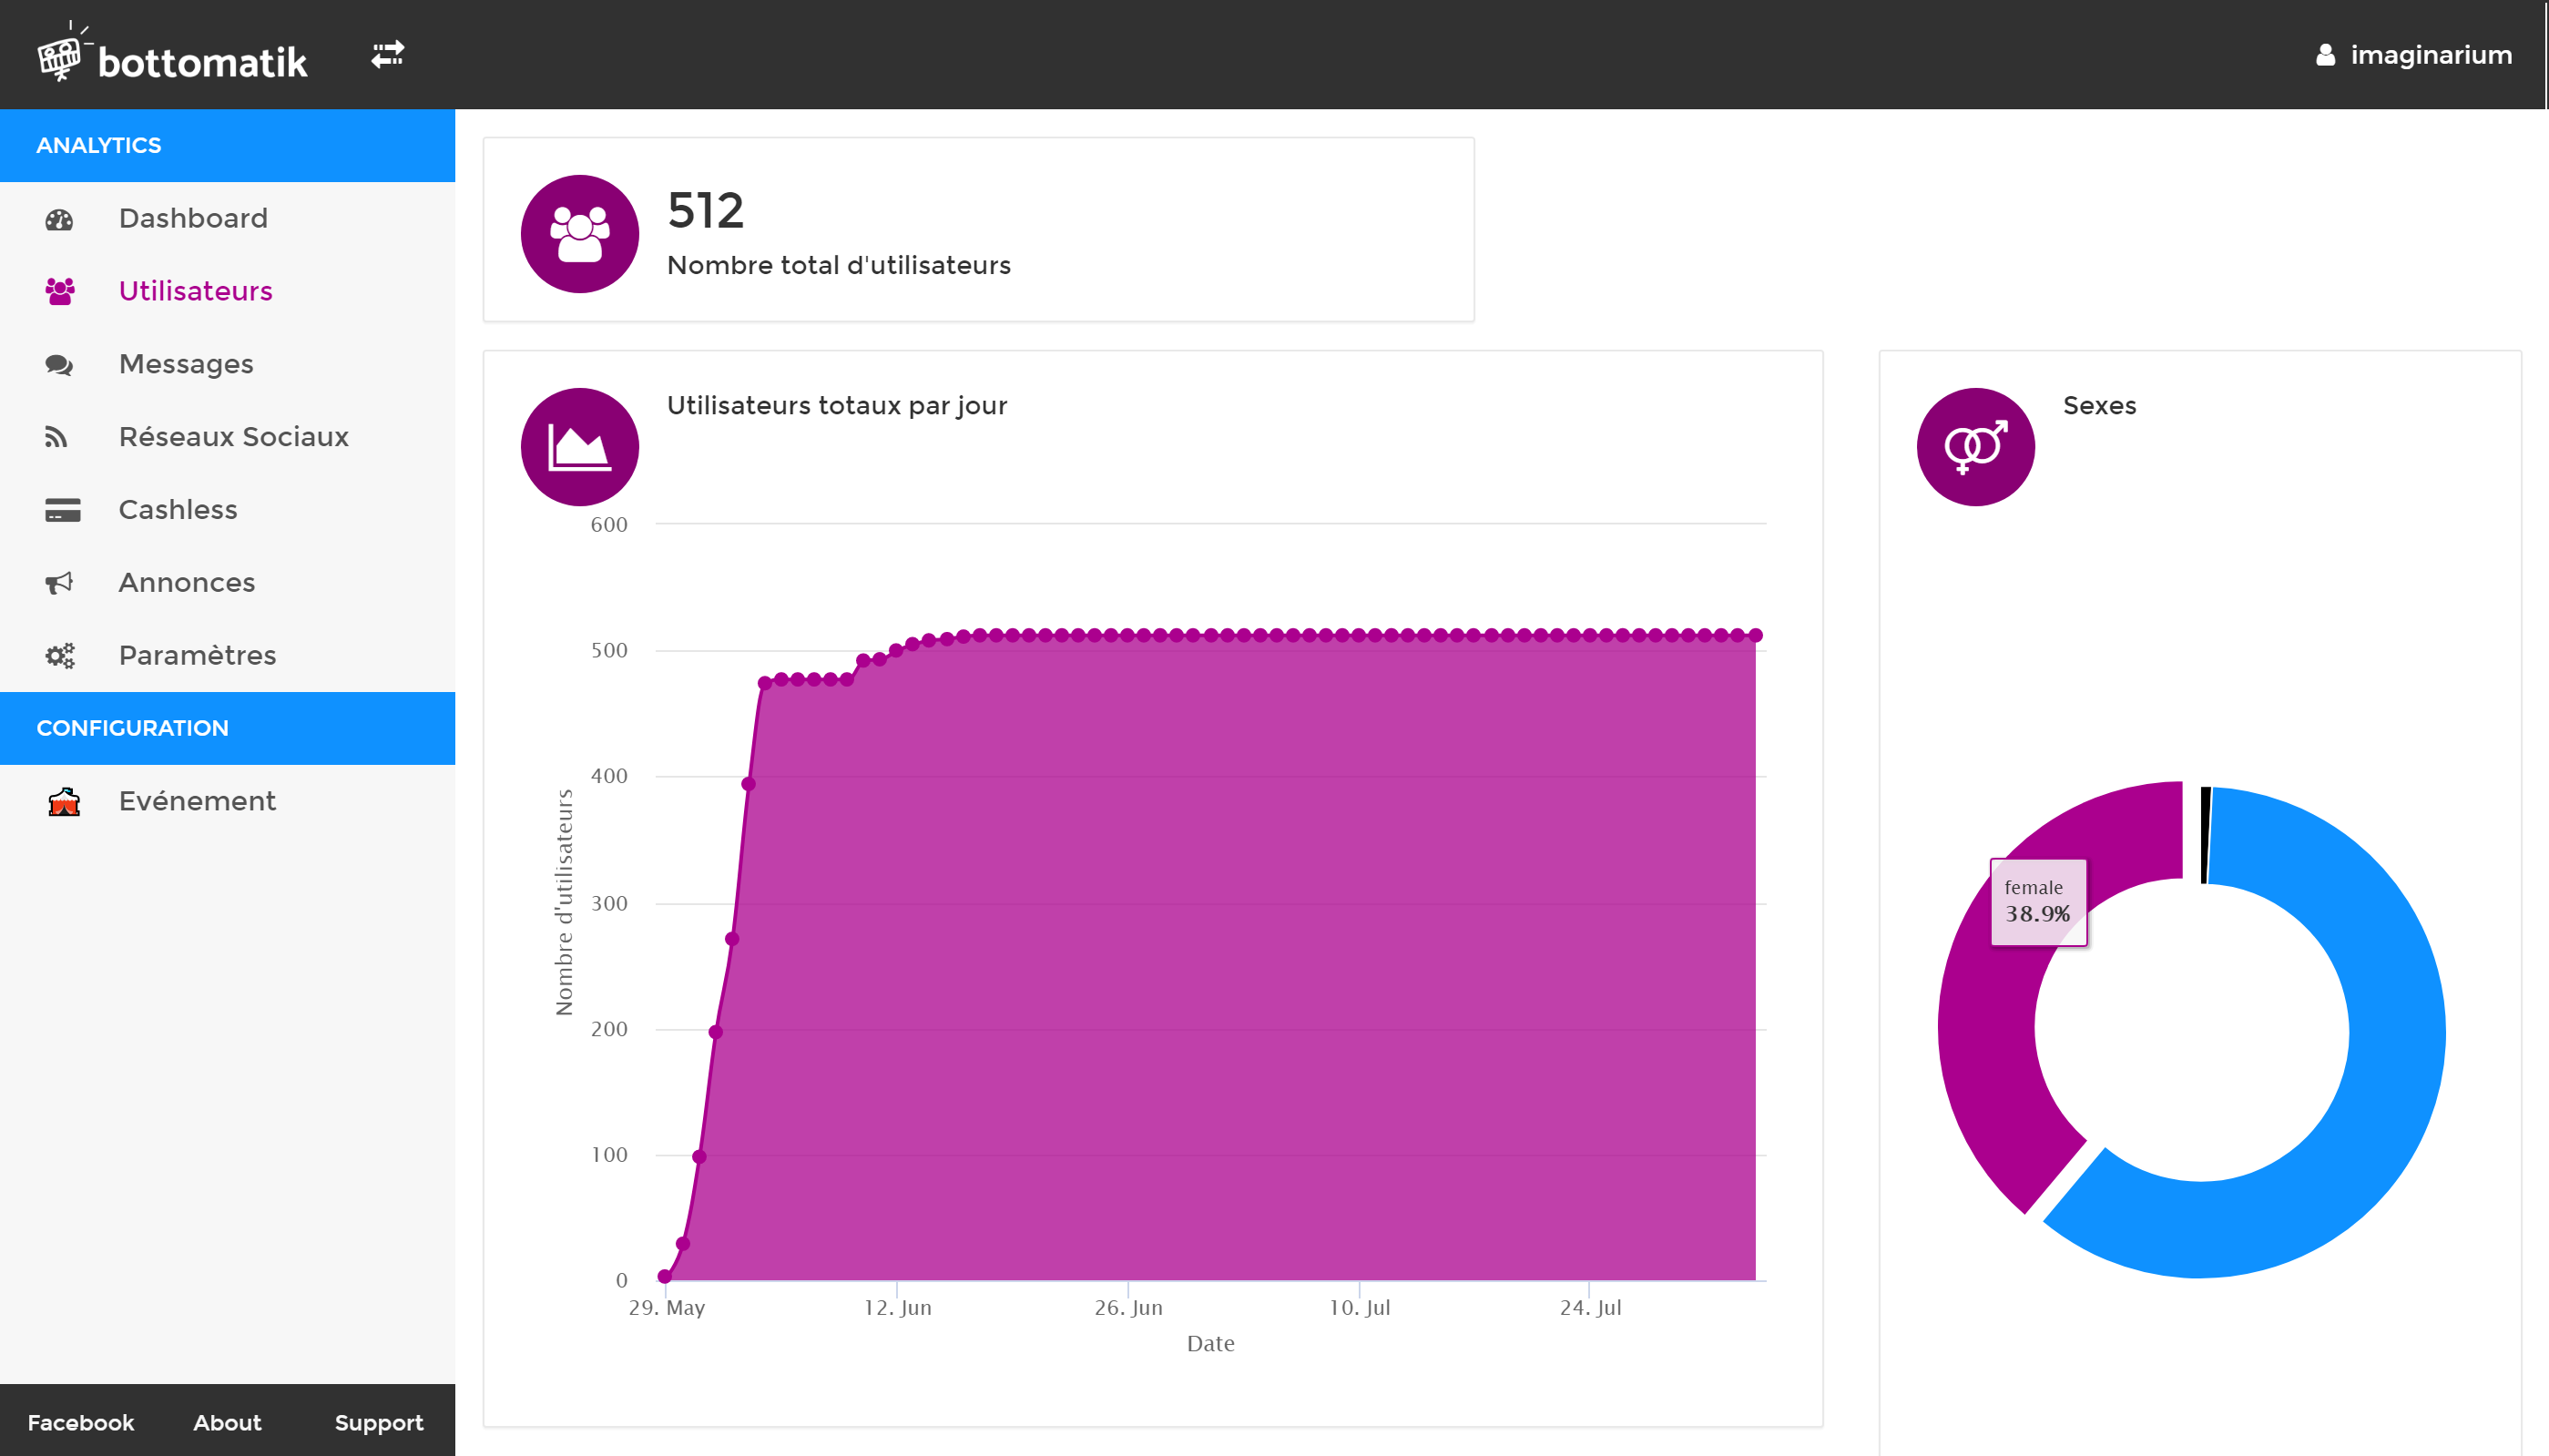 bottomatik
imaginarium
ANALYTICS
Dashboard
Utilisateurs
Messages
Réseaux Sociaux
Cashless
Annonces
Paramètres
CONFIGURATION
Evénement
Facebook About Support
512
Nombre total d'utilisateurs
Utilisateurs totaux par jour
600
500
400
300
200
100
0
Nombre d'utilisateurs
29. May 12. Jun 26. Jun 10. Jul 24. Jul
Date
Sexes
female
38.9%